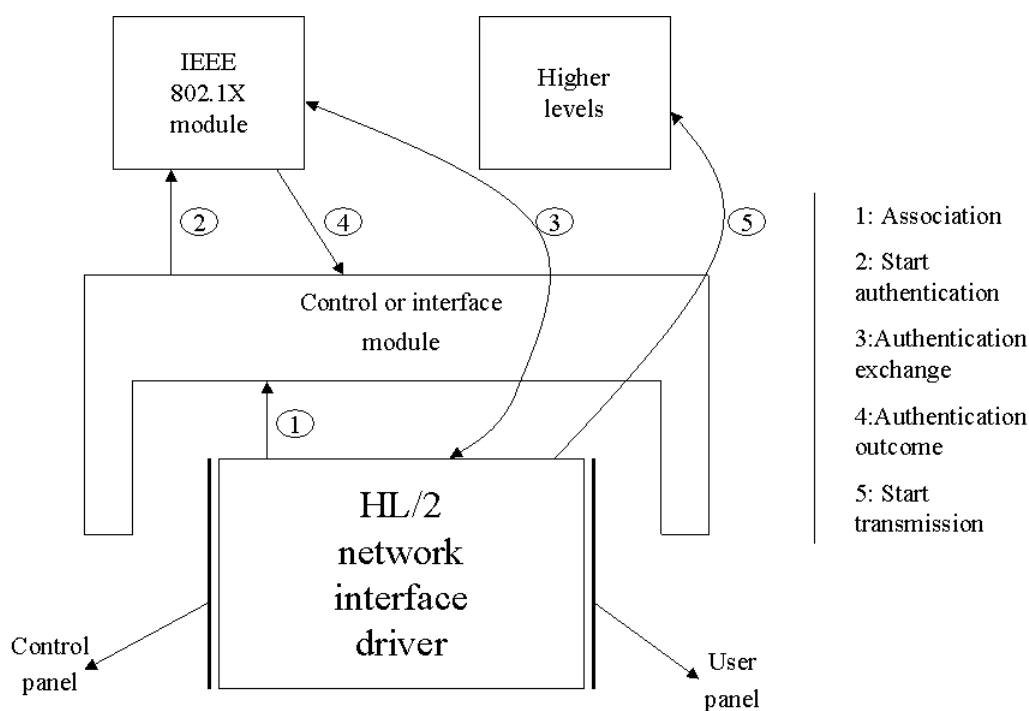 IEEE
802.1X
module
Higher
levels
2
4
3
5
Control or interface
module
1
HL/2
network
interface
driver
Control
panel
User
panel
1: Association
2: Start
authentication
3:Authentication
exchange
4:Authentication
outcome
5: Start
transmission